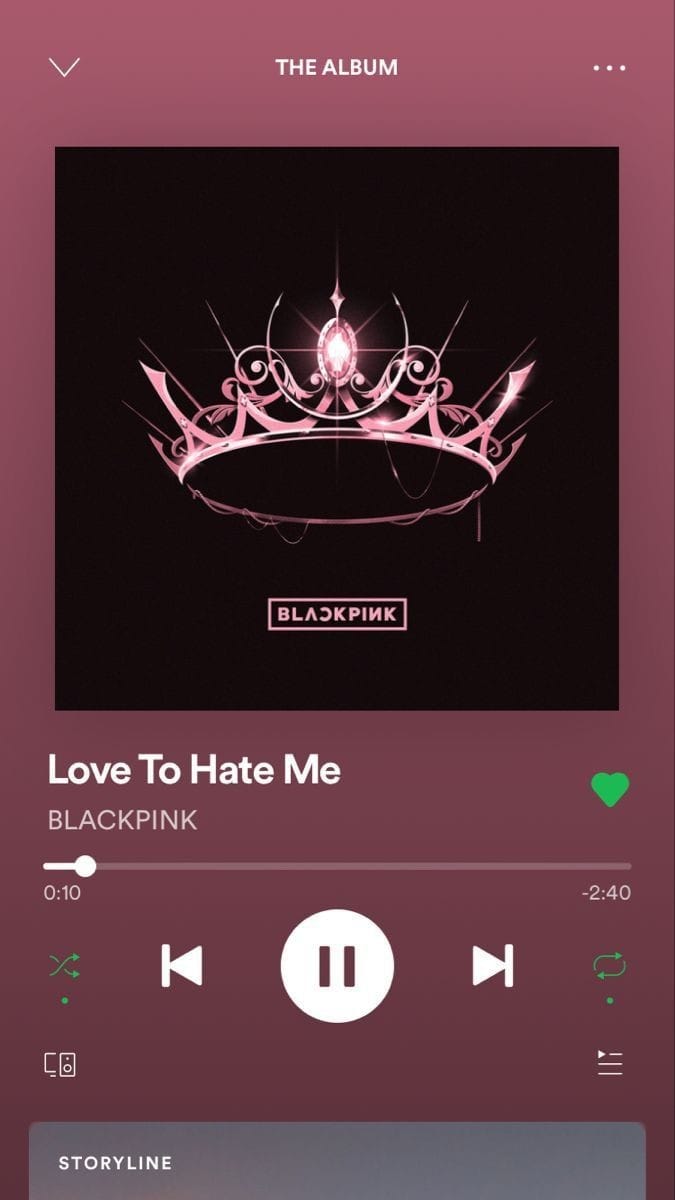 THE ALBUM
BLACKPINK
Love To Hate Me
BLACKPINK
0:10
-2:40
STORYLINE